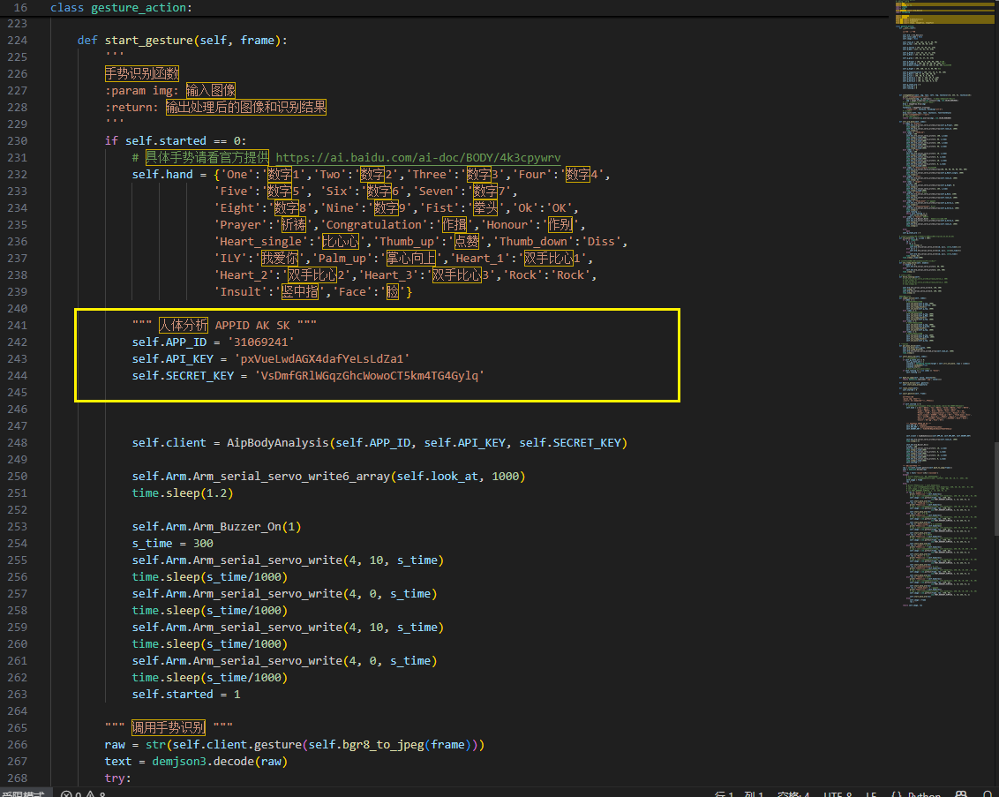 16 class gesture_action:
223
224 def start_gesture(self, frame):
225 '''
226 手势识别函数
227 :param img: 输入图像
228 :return: 输出处理后的图像和识别结果
229 '''
230 if self.started == 0:
231 # 具体手势请看官方提供 https://ai.baidu.com/ai-doc/BODY/4k3cpywrv
232 self.hand = {'One':'数字1','Two':'数字2','Three':'数字3','Four':'数字4',
233 'Five':'数字5', 'Six':'数字6','Seven':'数字7',
234 'Eight':'数字8','Nine':'数字9','Fist':'拳头','Ok':'OK',
235 'Prayer':'祈祷','Congratulation':'作揖','Honour':'作别',
236 'Heart_single':'比心心','Thumb_up':'点赞','Thumb_down':'Diss',
237 'ILY':'我爱你','Palm_up':'掌心向上','Heart_1':'双手比心1',
238 'Heart_2':'双手比心2','Heart_3':'双手比心3','Rock':'Rock',
239 'Insult':'竖中指','Face':'脸'}
240
241 """ 人体分析 APPID AK SK """
242 self.APP_ID = '31069241'
243 self.API_KEY = 'pxVueLwdAGX4dafYeLsLdZa1'
244 self.SECRET_KEY = 'VsDmfGRlWGqzGhcWowoCT5km4TG4Gylq'
245
246
247
248 self.client = AipBodyAnalysis(self.APP_ID, self.API_KEY, self.SECRET_KEY)
249
250 self.Arm.Arm_serial_servo_write6_array(self.look_at, 1000)
251 time.sleep(1.2)
252
253 self.Arm.Arm_Buzzer_On(1)
254 s_time = 300
255 self.Arm.Arm_serial_servo_write(4, 10, s_time)
256 time.sleep(s_time/1000)
257 self.Arm.Arm_serial_servo_write(4, 0, s_time)
258 time.sleep(s_time/1000)
259 self.Arm.Arm_serial_servo_write(4, 10, s_time)
260 time.sleep(s_time/1000)
261 self.Arm.Arm_serial_servo_write(4, 0, s_time)
262 time.sleep(s_time/1000)
263 self.started = 1
264
265 """ 调用手势识别 """
266 raw = str(self.client.gesture(self.bgr8_to_jpeg(frame)))
267 text = demjson3.decode(raw)
268 try:
受限模式 0 8 行 1, 列 1 空格: 4 UTF-8 LF {} Python